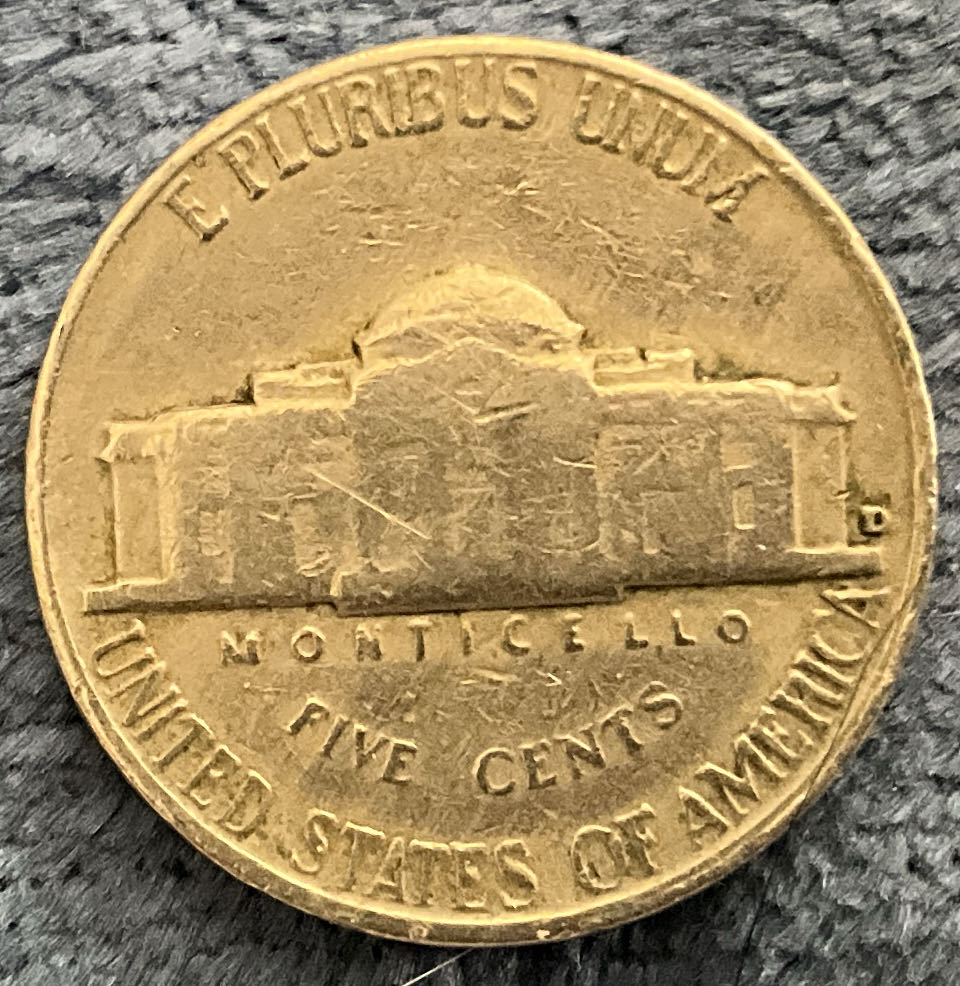 E PLURIBUS UNUM
D
MONTICELLO
FIVE CENTS
UNITED STATES OF AMERICA